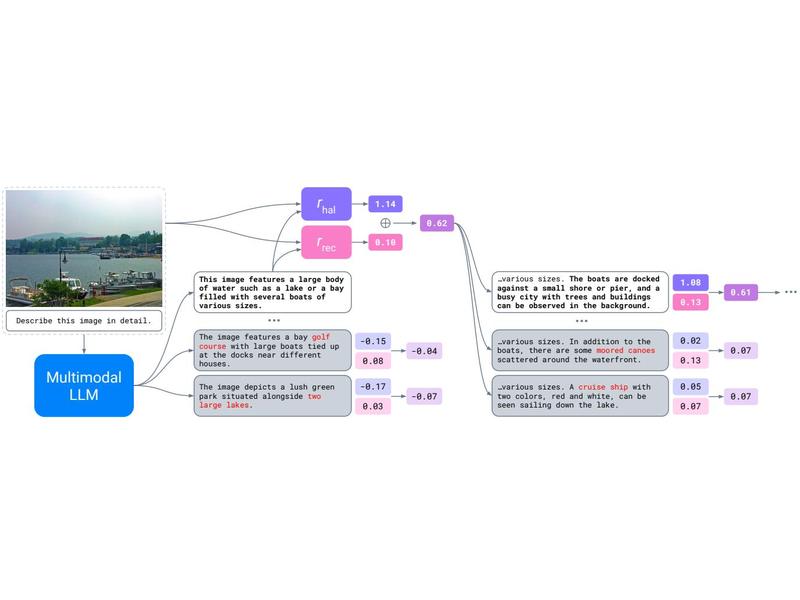 Describe this image in detail.
Multimodal
LLM
r hal
1.14
⊕
0.62
r rec
0.10
This image features a large body
of water such as a lake or a bay
filled with several boats of
various sizes.
...
The image features a bay golf
course with large boats tied up
at the docks near different
houses.
-0.15
0.08
-0.04
The image depicts a lush green
park situated alongside two
large lakes.
-0.17
0.03
-0.07
…various sizes. The boats are docked
against a small shore or pier, and a
busy city with trees and buildings
can be observed in the background.
1.08
0.13
0.61
...
...
…various sizes. In addition to the
boats, there are some moored canoes
scattered around the waterfront.
0.02
0.13
0.07
…various sizes. A cruise ship with
two colors, red and white, can be
seen sailing down the lake.
0.05
0.07
0.07